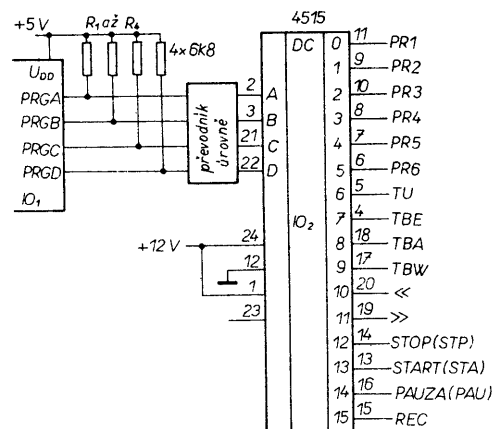 4515
+5 V
R1 až R4
4x6K8
UDD
PRGA
PRGB
PRGC
PRGD
IO1
převodník
úrovně
2 A
3 B
21 C
22 D
+12 V
24
12
1
23
DC
IO2
0 11 PR1
1 9 PR2
2 10 PR3
3 8 PR4
4 7 PR5
5 6 PR6
6 5 TU
7 4 TBE
8 18 TBA
9 17 TBW
10 20 <<
11 19 >>
12 14 STOP(STP)
13 13 START(STA)
14 16 PAUZA(PAU)
15 15 REC